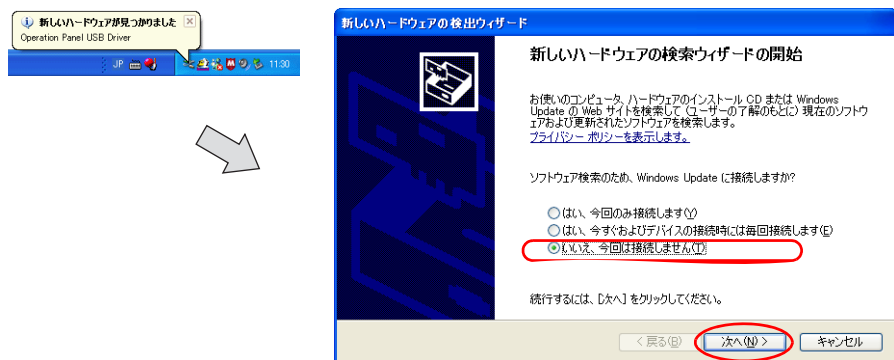 新しいハードウェアが見つかりました
Operation Panel USB Driver
JP
11:30
新しいハードウェアの検出ウィザード
新しいハードウェアの検索ウィザードの開始
お使いのコンピュータ、ハードウェアのインストール CD または Windows
Update の Web サイトを検索して (ユーザーの了解のもとに) 現在のソフトウ
ェアおよび更新されたソフトウェアを検索します。
プライバシー ポリシーを表示します。
ソフトウェア検索のため、Windows Update に接続しますか?
はい、今回のみ接続します(Y)
はい、今すぐおよびデバイスの接続時には毎回接続します(E)
いいえ、今回は接続しません(T)
続行するには、[次へ] をクリックしてください。
< 戻る(B)
次へ(N) >
キャンセル